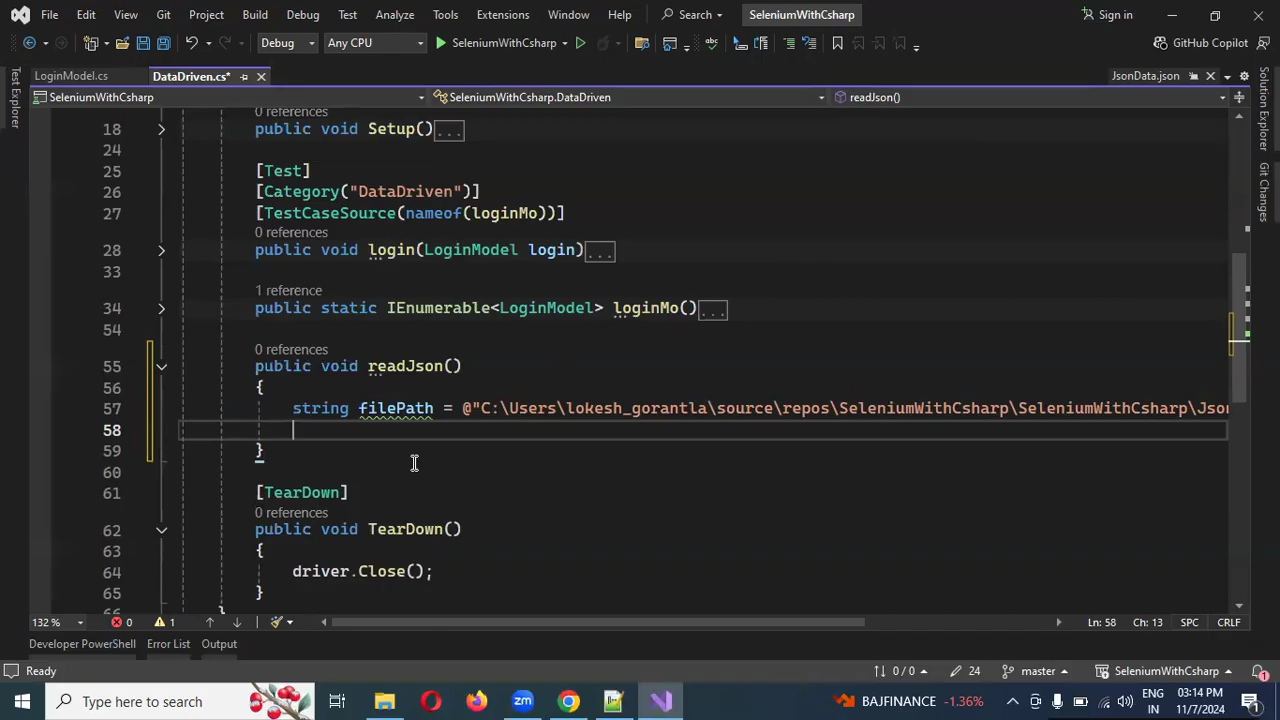 File Edit View Git Project Build Debug Test Analyze Tools Extensions Window Help Search SeleniumWithCsharp Sign in
Debug Any CPU SeleniumWithCsharp GitHub Copilot
LoginModel.cs DataDriven.cs* JsonData.json
SeleniumWithCsharp SeleniumWithCsharp.DataDriven readJson()
Test Explorer
Solution Explorer
Git Changes
0 references
18 public void Setup()...
24
25 [Test]
26 [Category("DataDriven")]
27 [TestCaseSource(nameof(loginMo))]
0 references
28 public void login(LoginModel login)...
33
1 reference
34 public static IEnumerable<LoginModel> loginMo()...
54
0 references
55 public void readJson()
56 {
57 string filePath = @"C:\Users\lokesh_gorantla\source\repos\SeleniumWithCsharp\SeleniumWithCsharp\Jso
58
59 }
60
61 [TearDown]
0 references
62 public void TearDown()
63 {
64 driver.Close();
65 }
66 }
132 % 0 1 Ln: 58 Ch: 13 SPC CRLF
Developer PowerShell Error List Output
Ready 0 / 0 24 master SeleniumWithCsharp 1
Type here to search zm BAJFINANCE -1.36% ENG IN 03:14 PM 11/7/2024 1